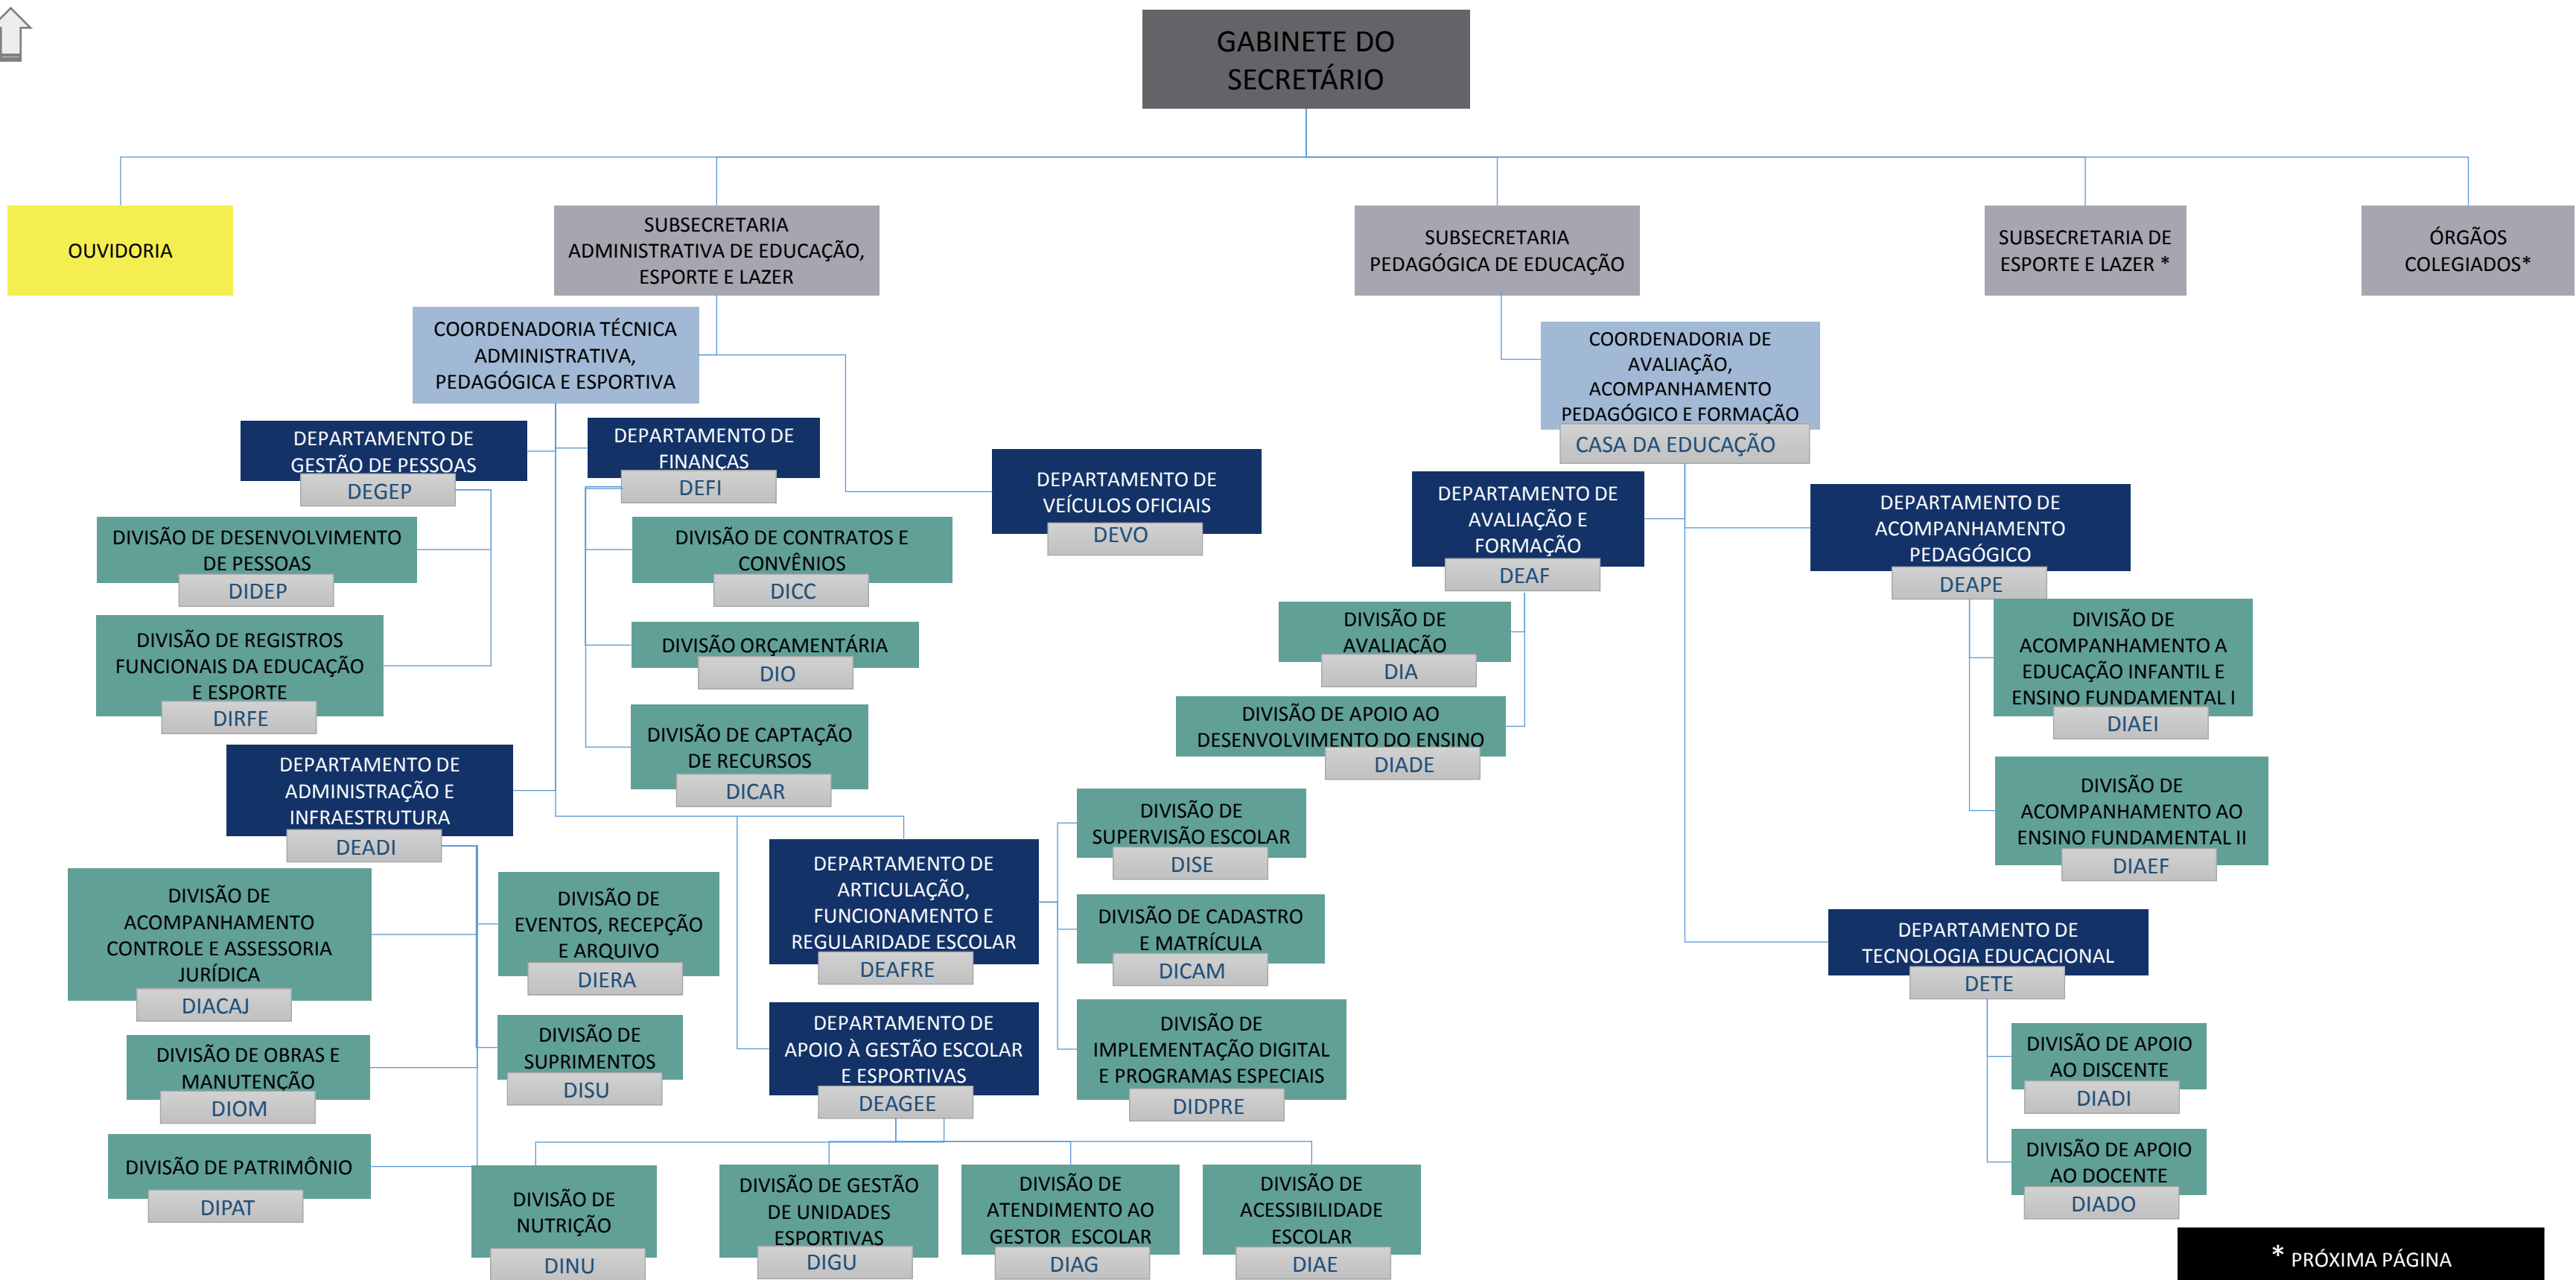 GABINETE DO
SECRETÁRIO
OUVIDORIA
SUBSECRETARIA
ADMINISTRATIVA DE EDUCAÇÃO,
ESPORTE E LAZER
SUBSECRETARIA
PEDAGÓGICA DE EDUCAÇÃO
SUBSECRETARIA DE
ESPORTE E LAZER *
ÓRGÃOS
COLEGIADOS*
COORDENADORIA TÉCNICA
ADMINISTRATIVA,
PEDAGÓGICA E ESPORTIVA
DEPARTAMENTO DE
GESTÃO DE PESSOAS
DEGEP
DIVISÃO DE DESENVOLVIMENTO
DE PESSOAS
DIDEP
DIVISÃO DE REGISTROS
FUNCIONAIS DA EDUCAÇÃO
E ESPORTE
DIRFE
DEPARTAMENTO DE
FINANÇAS
DEFI
DIVISÃO DE CONTRATOS E
CONVÊNIOS
DICC
DIVISÃO ORÇAMENTÁRIA
DIO
DIVISÃO DE CAPTAÇÃO
DE RECURSOS
DICAR
DEPARTAMENTO DE
VEÍCULOS OFICIAIS
DEVO
DEPARTAMENTO DE
ADMINISTRAÇÃO E
INFRAESTRUTURA
DEADI
DIVISÃO DE
ACOMPANHAMENTO
CONTROLE E ASSESSORIA
JURÍDICA
DIACAJ
DIVISÃO DE OBRAS E
MANUTENÇÃO
DIOM
DIVISÃO DE PATRIMÔNIO
DIPAT
DIVISÃO DE
EVENTOS, RECEPÇÃO
E ARQUIVO
DIERA
DIVISÃO DE
SUPRIMENTOS
DISU
DEPARTAMENTO DE
ARTICULAÇÃO,
FUNCIONAMENTO E
REGULARIDADE ESCOLAR
DEAFRE
DIVISÃO DE
SUPERVISÃO ESCOLAR
DISE
DIVISÃO DE CADASTRO
E MATRÍCULA
DICAM
DIVISÃO DE
IMPLEMENTAÇÃO DIGITAL
E PROGRAMAS ESPECIAIS
DIDPRE
DEPARTAMENTO DE
APOIO À GESTÃO ESCOLAR
E ESPORTIVAS
DEAGEE
DIVISÃO DE
NUTRIÇÃO
DINU
DIVISÃO DE GESTÃO
DE UNIDADES
ESPORTIVAS
DIGU
DIVISÃO DE
ATENDIMENTO AO
GESTOR ESCOLAR
DIAG
DIVISÃO DE
ACESSIBILIDADE
ESCOLAR
DIAE
COORDENADORIA DE
AVALIAÇÃO,
ACOMPANHAMENTO
PEDAGÓGICO E FORMAÇÃO
CASA DA EDUCAÇÃO
DEPARTAMENTO DE
AVALIAÇÃO E
FORMAÇÃO
DEAF
DIVISÃO DE
AVALIAÇÃO
DIA
DIVISÃO DE APOIO AO
DESENVOLVIMENTO DO ENSINO
DIADE
DEPARTAMENTO DE
ACOMPANHAMENTO
PEDAGÓGICO
DEAPE
DIVISÃO DE
ACOMPANHAMENTO A
EDUCAÇÃO INFANTIL E
ENSINO FUNDAMENTAL I
DIAEI
DIVISÃO DE
ACOMPANHAMENTO AO
ENSINO FUNDAMENTAL II
DIAEF
DEPARTAMENTO DE
TECNOLOGIA EDUCACIONAL
DETE
DIVISÃO DE APOIO
AO DISCENTE
DIADI
DIVISÃO DE APOIO
AO DOCENTE
DIADO
* PRÓXIMA PÁGINA